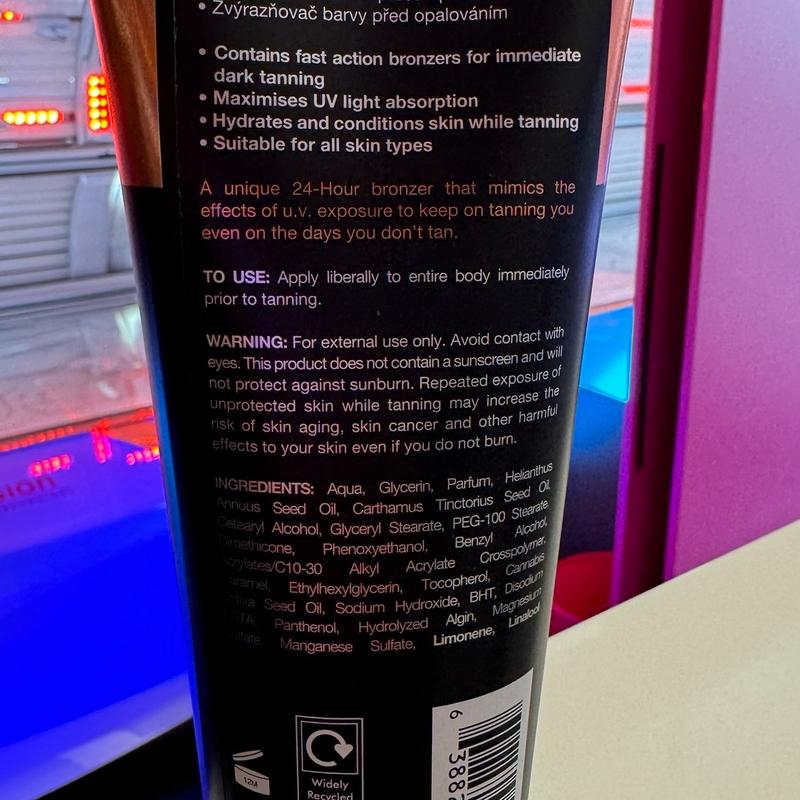 • Zvýrazňovač barvy před opalováním
• Contains fast action bronzers for immediate
dark tanning
• Maximises UV light absorption
• Hydrates and conditions skin while tanning
• Suitable for all skin types
A unique 24-Hour bronzer that mimics the
effects of u.v. exposure to keep on tanning you
even on the days you don't tan.
TO USE: Apply liberally to entire body immediately
prior to tanning.
WARNING: For external use only. Avoid contact with
eyes. This product does not contain a sunscreen and will
not protect against sunburn. Repeated exposure of
unprotected skin while tanning may increase the
risk of skin aging, skin cancer and other harmful
effects to your skin even if you do not burn.
INGREDIENTS: Aqua, Glycerin, Parfum, Helianthus
Annuus Seed Oil, Carthamus Tinctorius Seed Oil,
Cetearyl Alcohol, Glyceryl Stearate, PEG-100 Stearate,
Dimethicone, Phenoxyethanol, Benzyl Alcohol,
Acrylates/C10-30 Alkyl Acrylate Crosspolymer,
Caramel, Ethylhexylglycerin, Tocopherol, Cannabis
Seed Oil, Sodium Hydroxide, BHT, Disodium
Panthenol, Hydrolyzed Algin, Magnesium
Manganese Sulfate, Limonene, Linalool
12M
Widely
Recycled
6